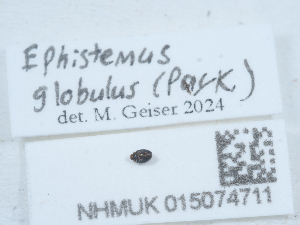 Ephistemus
globulus (Payk.)
det. M. Geiser 2024
NHMUK 015074711